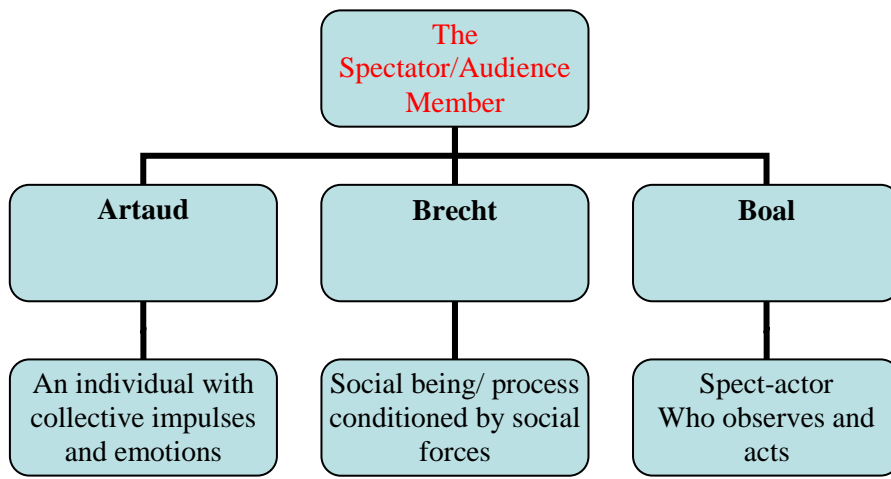 The
Spectator/Audience
Member
Artaud
Brecht
Boal
An individual with
collective impulses
and emotions
Social being/ process
conditioned by social
forces
Spect-actor
Who observes and
acts